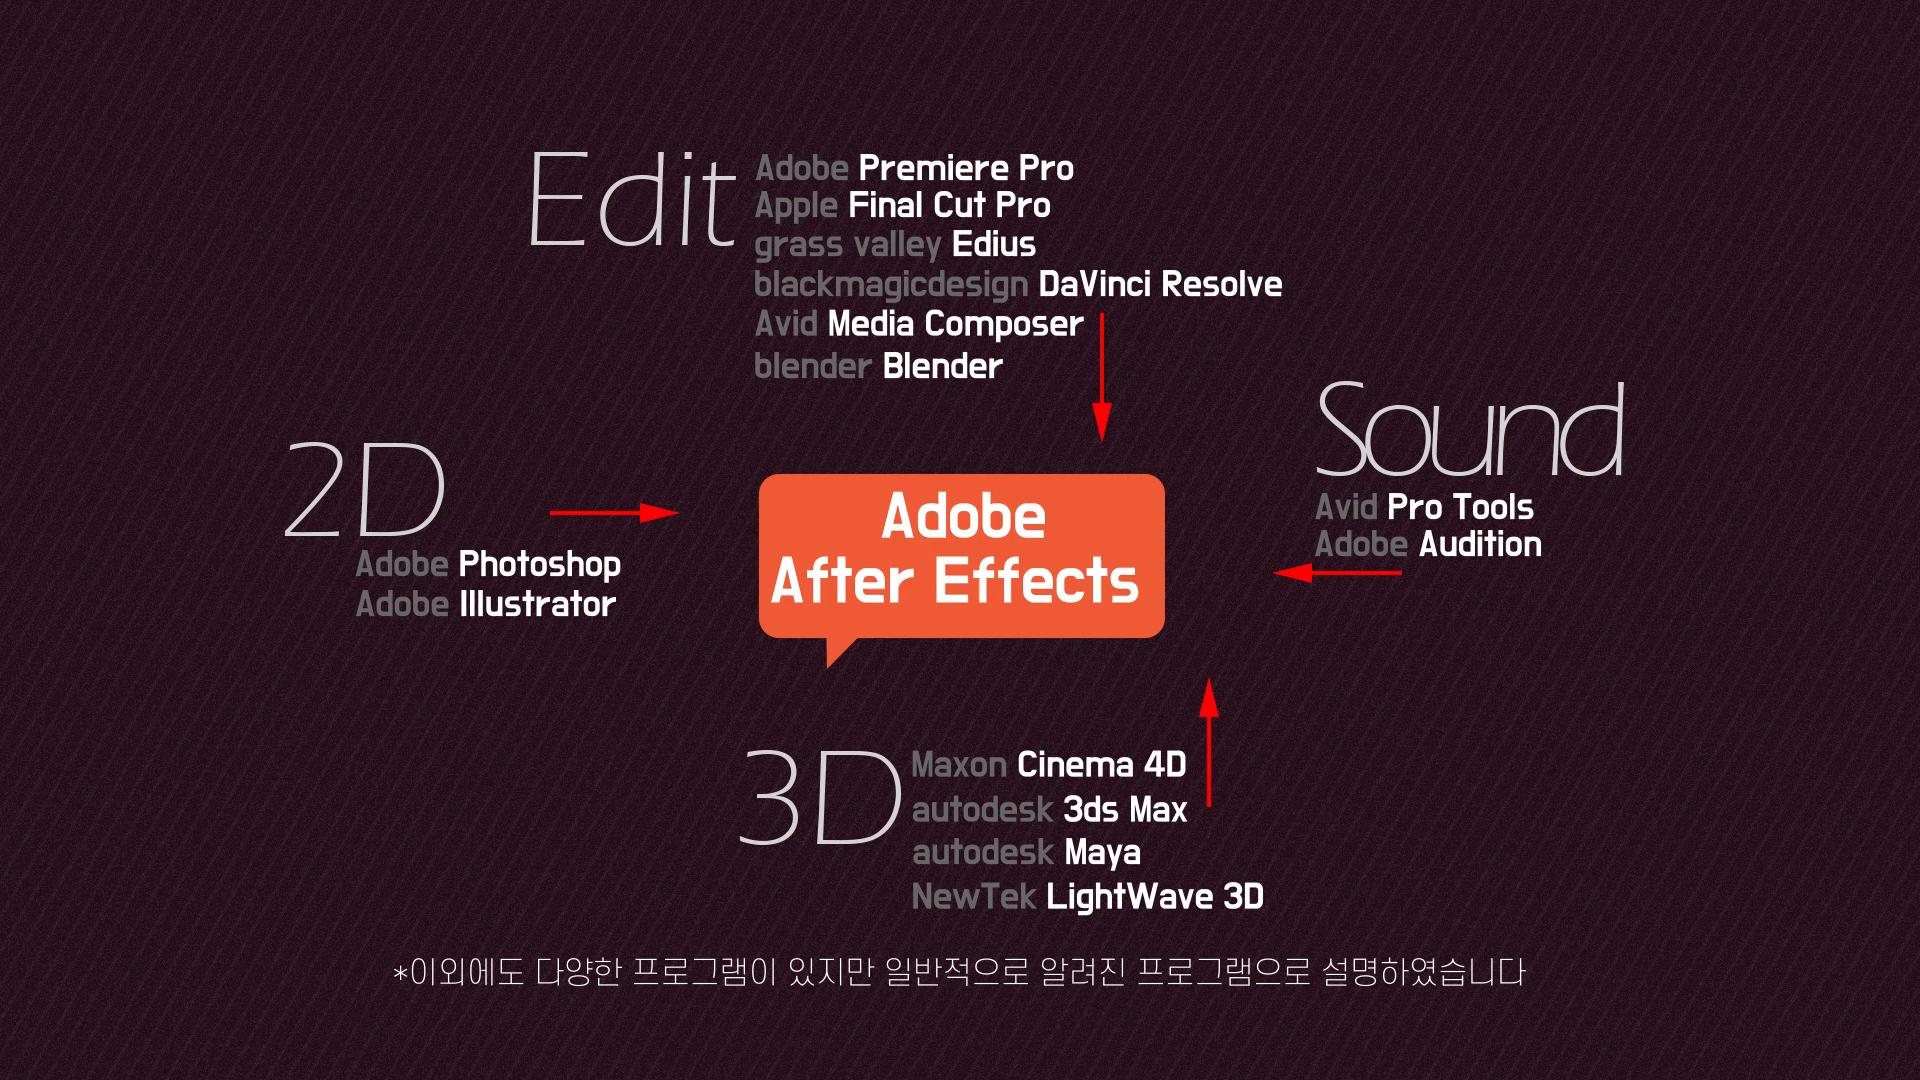 Edit
Adobe Premiere Pro
Apple Final Cut Pro
grass valley Edius
blackmagicdesign DaVinci Resolve
Avid Media Composer
blender Blender
2D
Adobe Photoshop
Adobe Illustrator
Adobe
After Effects
Sound
Avid Pro Tools
Adobe Audition
3D
Maxon Cinema 4D
autodesk 3ds Max
autodesk Maya
NewTek LightWave 3D
*이외에도 다양한 프로그램이 있지만 일반적으로 알려진 프로그램으로 설명하였습니다